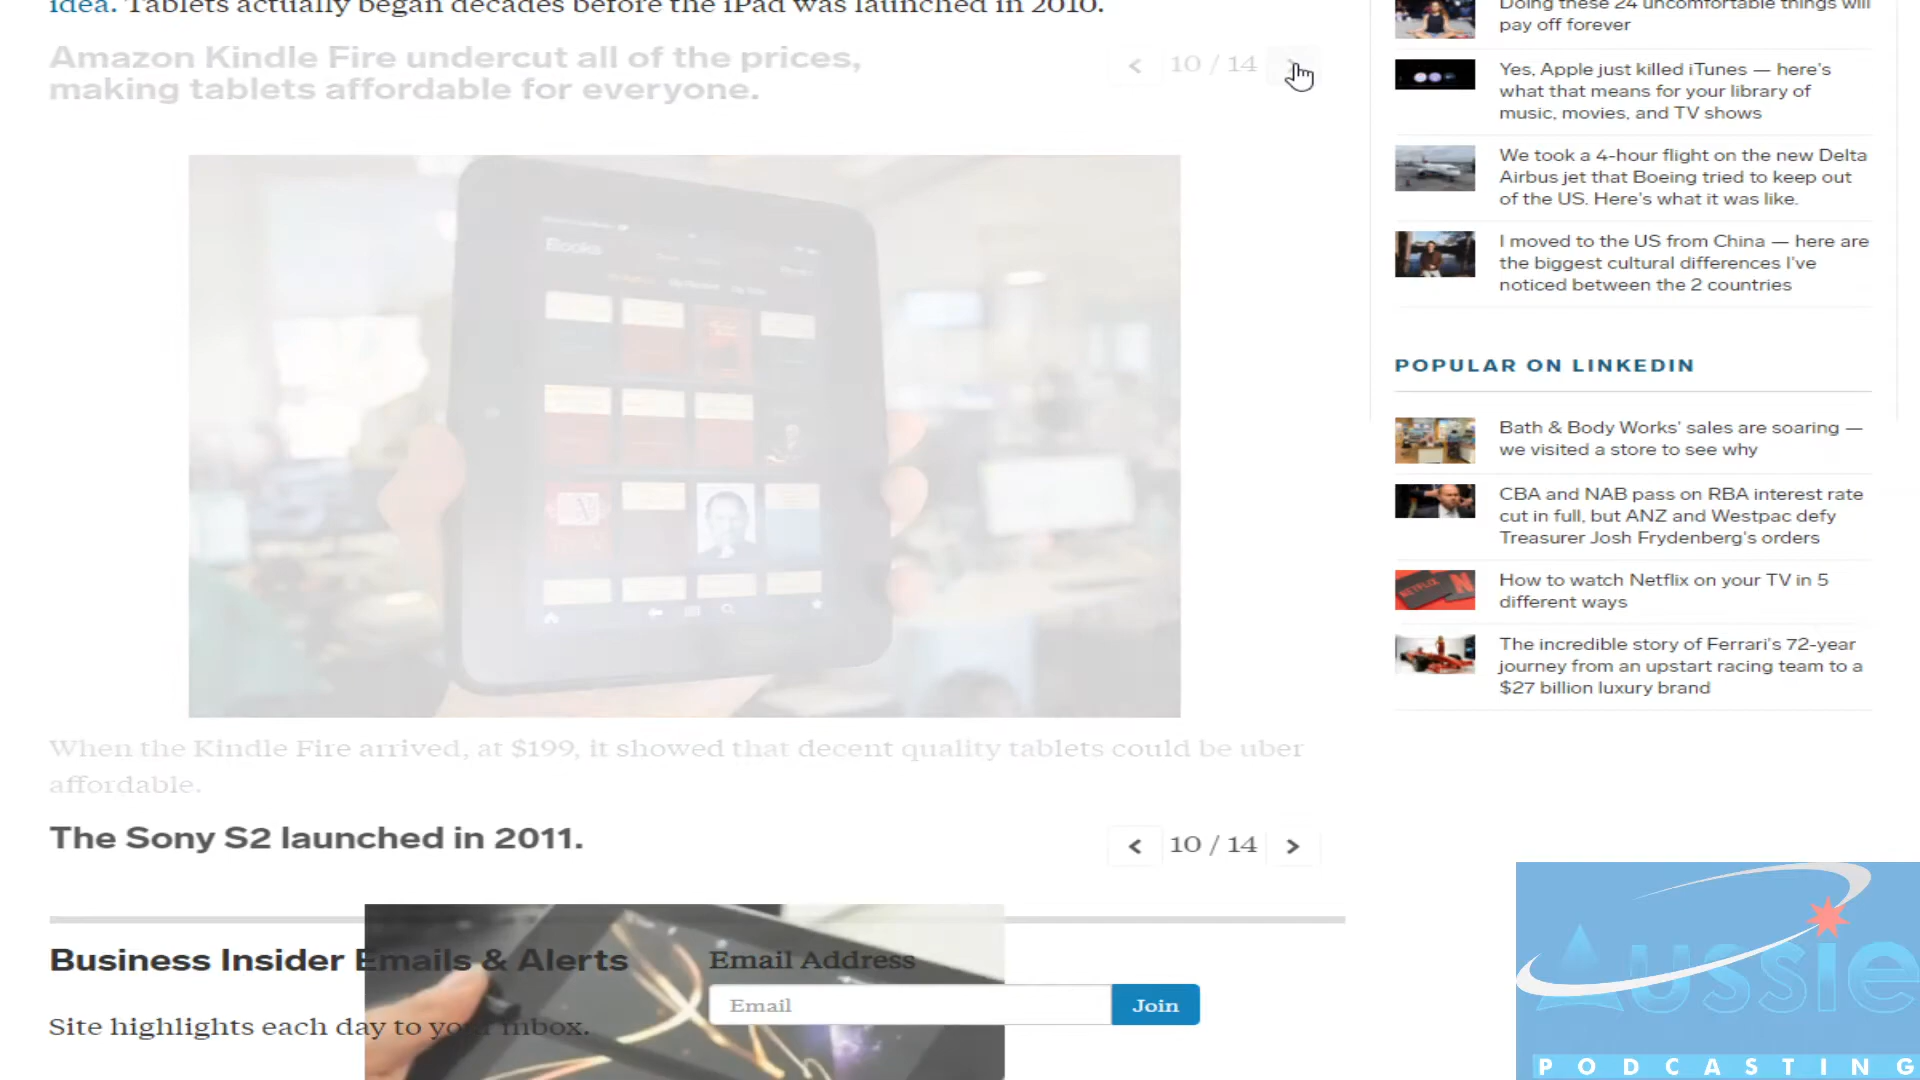 idea. Tablets actually began decades before the iPad was launched in 2010.
Amazon Kindle Fire undercut all of the prices,
making tablets affordable for everyone.
10 / 14
Books
When the Kindle Fire arrived, at $199, it showed that decent quality tablets could be uber
affordable.
The Sony S2 launched in 2011.
10 / 14
Business Insider Emails & Alerts
Site highlights each day to your inbox.
Email Address
Email
Join
Doing these 24 uncomfortable things will
pay off forever
Yes, Apple just killed iTunes — here's
what that means for your library of
music, movies, and TV shows
We took a 4-hour flight on the new Delta
Airbus jet that Boeing tried to keep out
of the US. Here's what it was like.
I moved to the US from China — here are
the biggest cultural differences I've
noticed between the 2 countries
POPULAR ON LINKEDIN
Bath & Body Works' sales are soaring —
we visited a store to see why
CBA and NAB pass on RBA interest rate
cut in full, but ANZ and Westpac defy
Treasurer Josh Frydenberg's orders
NETFLIX N
How to watch Netflix on your TV in 5
different ways
The incredible story of Ferrari's 72-year
journey from an upstart racing team to a
$27 billion luxury brand
Aussie
PODCASTING